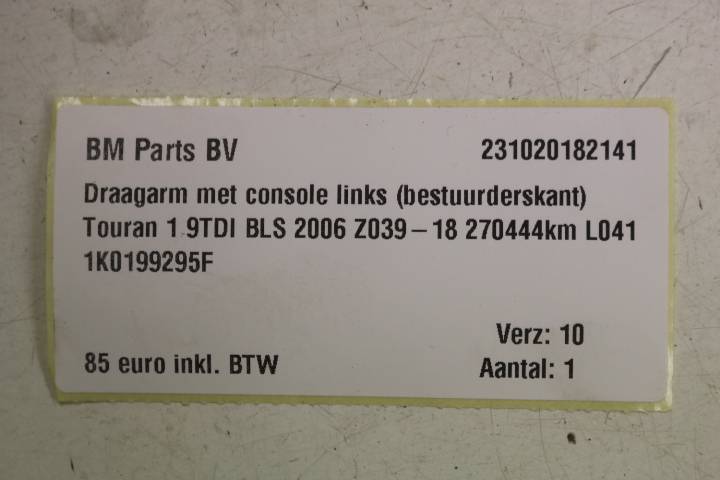 BM Parts BV 231020182141
Draagarm met console links (bestuurderskant)
Touran 1.9TDI BLS 2006 Z039-18 270444km L041
1K0199295F
Verz: 10
85 euro inkl. BTW Aantal: 1